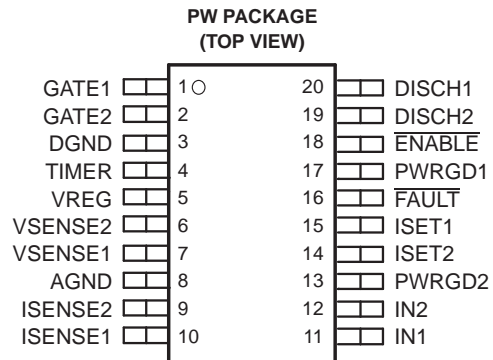 PW PACKAGE
(TOP VIEW)
GATE1 1 20 DISCH1
GATE2 2 19 DISCH2
DGND 3 18 ENABLE
TIMER 4 17 PWRGD1
VREG 5 16 FAULT
VSENSE2 6 15 ISET1
VSENSE1 7 14 ISET2
AGND 8 13 PWRGD2
ISENSE2 9 12 IN2
ISENSE1 10 11 IN1